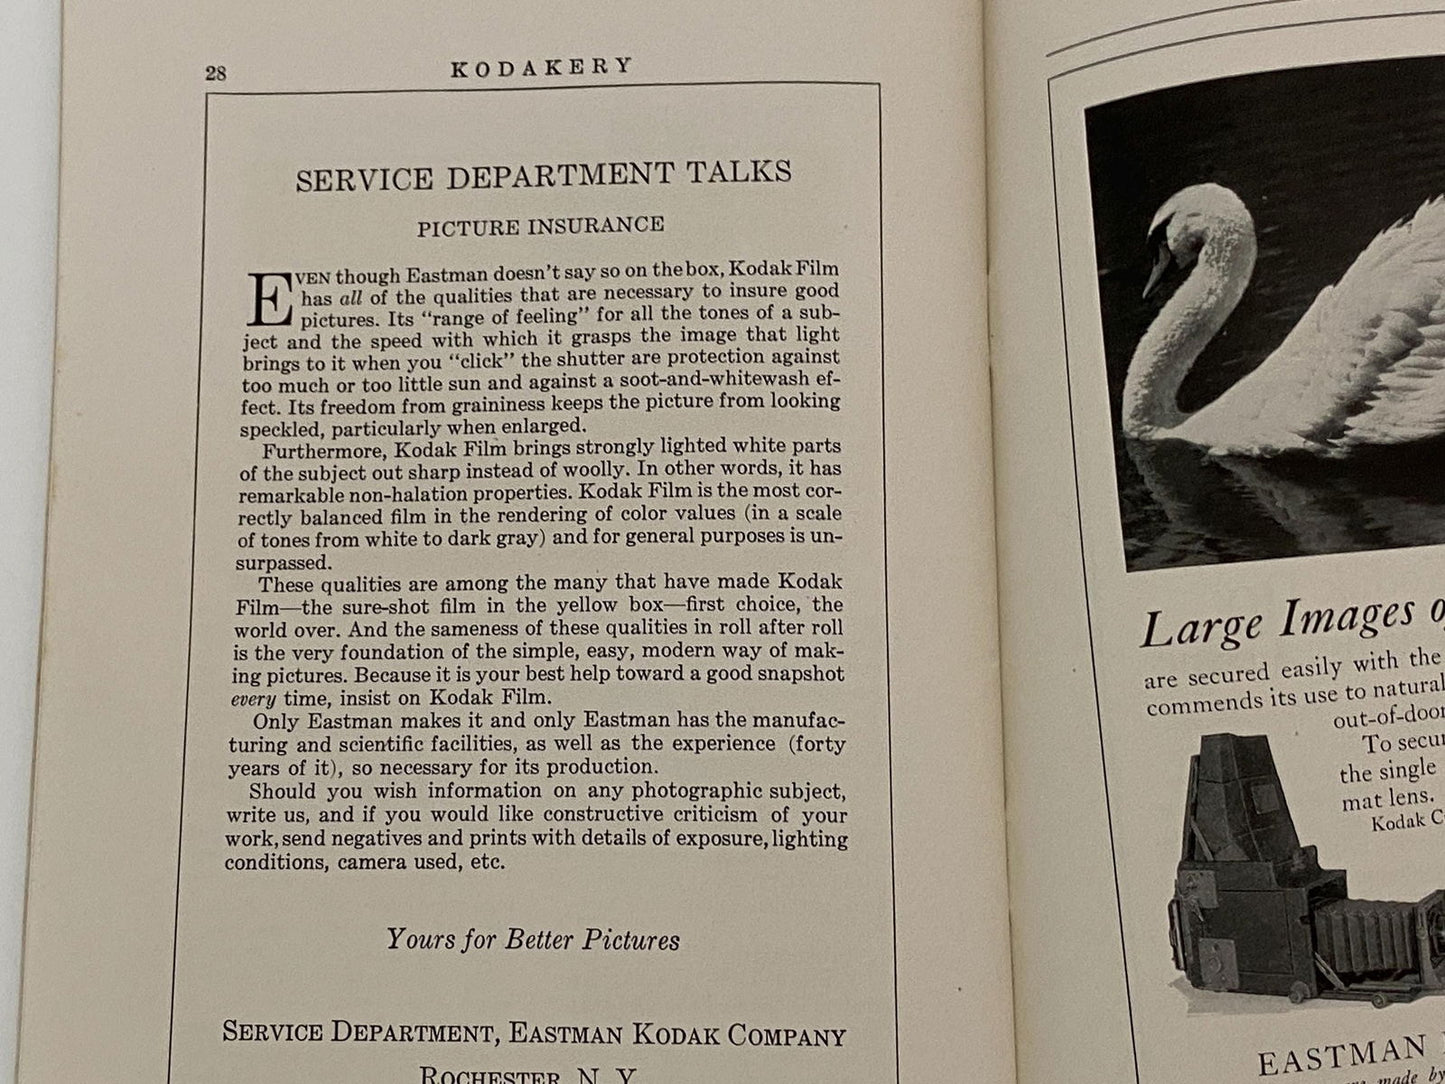 28
KODAKERY
SERVICE DEPARTMENT TALKS
PICTURE INSURANCE
EVEN though Eastman doesn't say so on the box, Kodak Film
has all of the qualities that are necessary to insure good
pictures. Its "range of feeling" for all the tones of a sub-
ject and the speed with which it grasps the image that light
brings to it when you "click" the shutter are protection against
too much or too little sun and against a soot-and-whitewash ef-
fect. Its freedom from graininess keeps the picture from looking
speckled, particularly when enlarged.
Furthermore, Kodak Film brings strongly lighted white parts
of the subject out sharp instead of woolly. In other words, it has
remarkable non-halation properties. Kodak Film is the most cor-
rectly balanced film in the rendering of color values (in a scale
of tones from white to dark gray) and for general purposes is un-
surpassed.
These qualities are among the many that have made Kodak
Film—the sure-shot film in the yellow box—first choice, the
world over. And the sameness of these qualities in roll after roll
is the very foundation of the simple, easy, modern way of mak-
ing pictures. Because it is your best help toward a good snapshot
every time, insist on Kodak Film.
Only Eastman makes it and only Eastman has the manufac-
turing and scientific facilities, as well as the experience (forty
years of it), so necessary for its production.
Should you wish information on any photographic subject,
write us, and if you would like constructive criticism of your
work, send negatives and prints with details of exposure, lighting
conditions, camera used, etc.
Yours for Better Pictures
SERVICE DEPARTMENT, EASTMAN KODAK COMPANY
ROCHESTER, N. Y.
Large Images o
are secured easily with the
commends its use to natural
out-of-door
To secur
the single
mat lens.
Kodak C
EASTMAN
made by